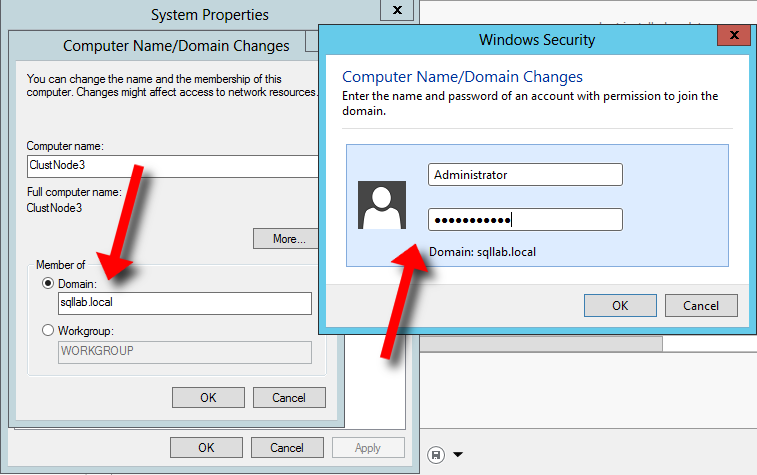 System Properties
x
Computer Name/Domain Changes
You can change the name and the membership of this
computer. Changes might affect access to network resources.
Computer name:
ClustNode3
Full computer name:
ClustNode3
More...
Member of
Domain:
sqllab.local
Workgroup:
WORKGROUP
OK
Cancel
OK
Cancel
Apply
Windows Security
x
Computer Name/Domain Changes
Enter the name and password of an account with permission to join the
domain.
Administrator
●●●●●●●●●●●
Domain: sqllab.local
OK
Cancel